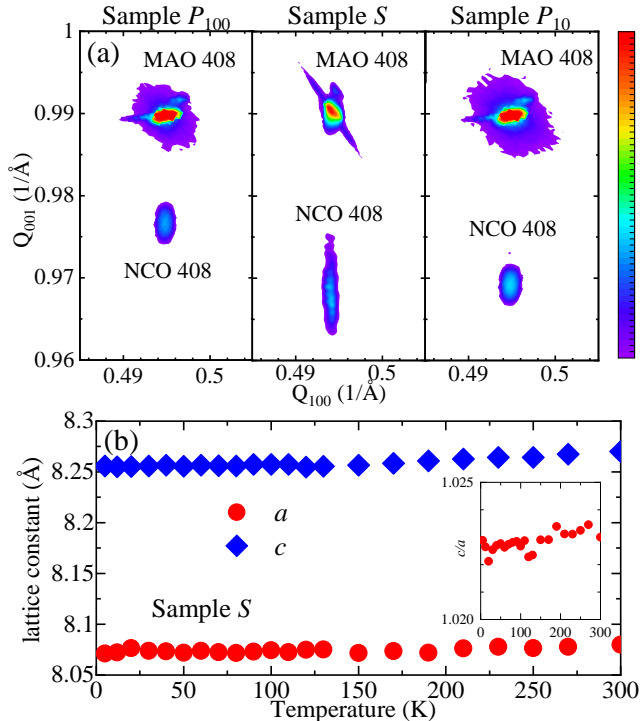 Sample P100 Sample S Sample P10
(a)
MAO 408 MAO 408 MAO 408
NCO 408 NCO 408 NCO 408
Q001 (1/Å)
1
0.99
0.98
0.97
0.96
0.49 0.5 0.49 0.5 0.49 0.5
Q100 (1/Å)
(b)
lattice constant (Å)
8.3
8.25
8.2
8.15
8.1
8.05
a
c
Sample S
c/a
1.025
1.020
0 100 200 300
0 50 100 150 200 250 300
Temperature (K)